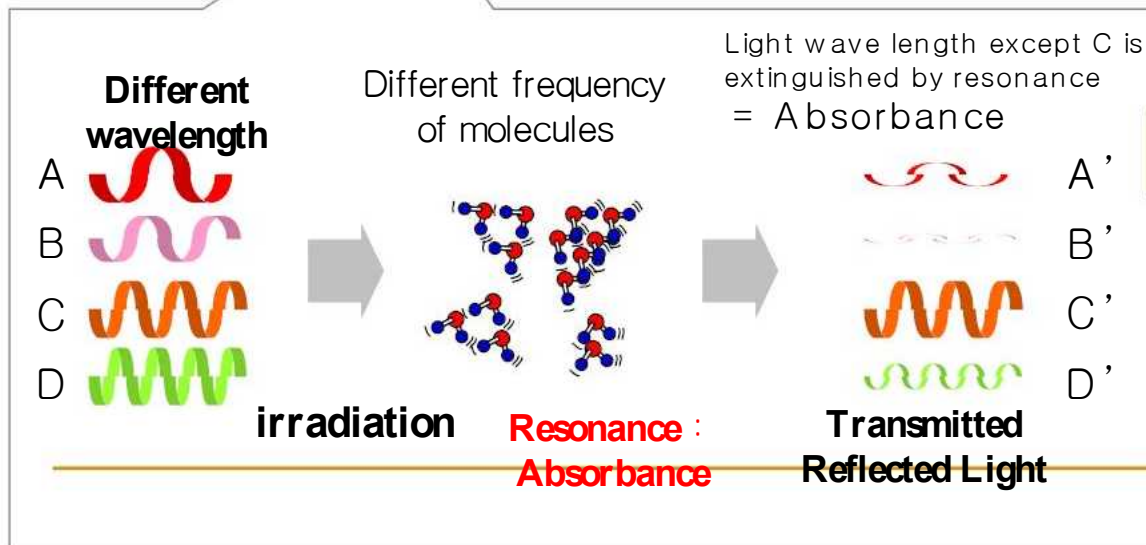 Different
wavelength
A
B
C
D
irradiation
Different frequency
of molecules
Resonance :
Absorbance
Light wave length except C is
extinguished by resonance
= Absorbance
A'
B'
C'
D'
Transmitted
Reflected Light